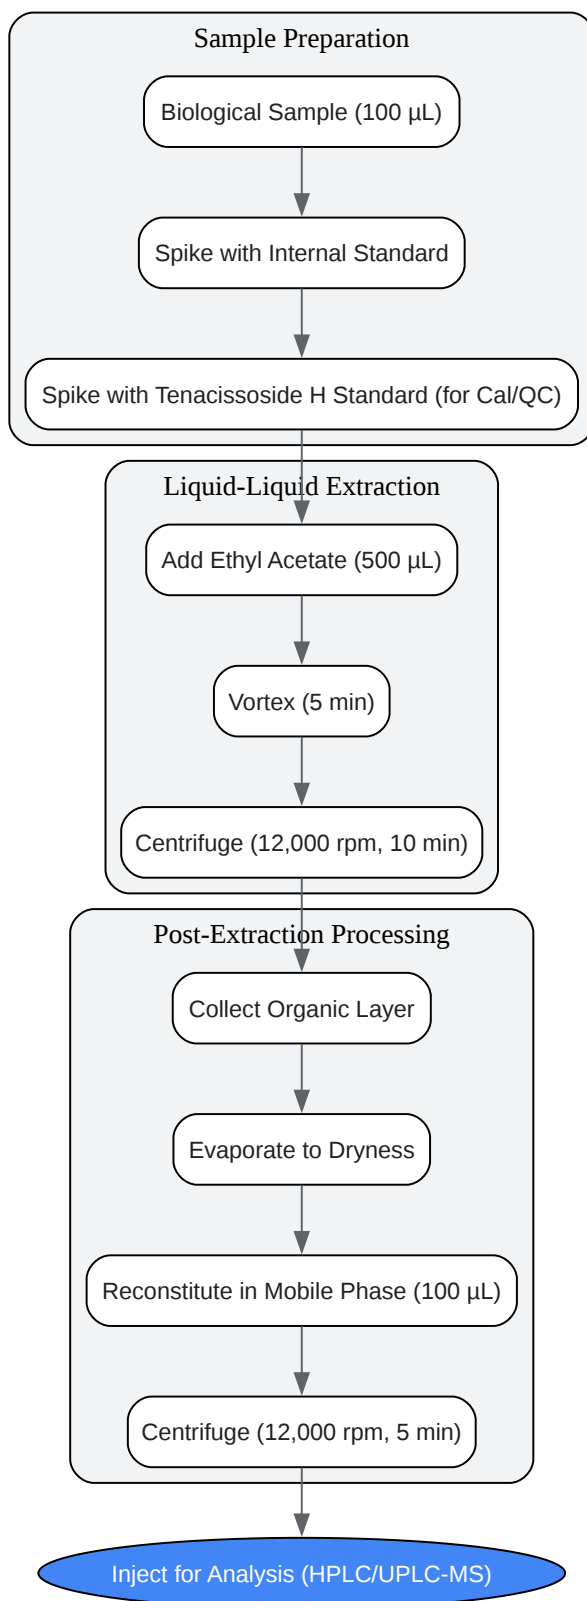 Sample Preparation
Biological Sample (100 µL)
Spike with Internal Standard
Spike with Tenacissoside H Standard (for Cal/QC)
Liquid-Liquid Extraction
Add Ethyl Acetate (500 µL)
Vortex (5 min)
Centrifuge (12,000 rpm, 10 min)
Post-Extraction Processing
Collect Organic Layer
Evaporate to Dryness
Reconstitute in Mobile Phase (100 µL)
Centrifuge (12,000 rpm, 5 min)
Inject for Analysis (HPLC/UPLC-MS)